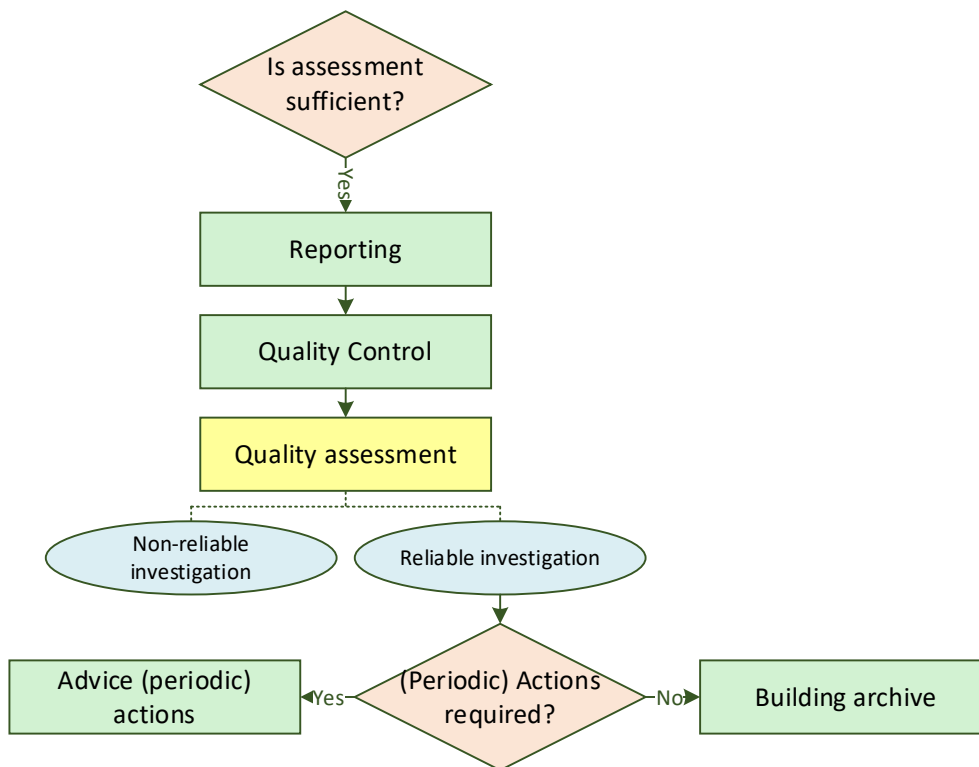 Is assessment
sufficient?
Yes
Reporting
Quality Control
Quality assessment
Non-reliable
investigation
Reliable investigation
Advice (periodic)
actions
Yes
(Periodic) Actions
required?
No
Building archive